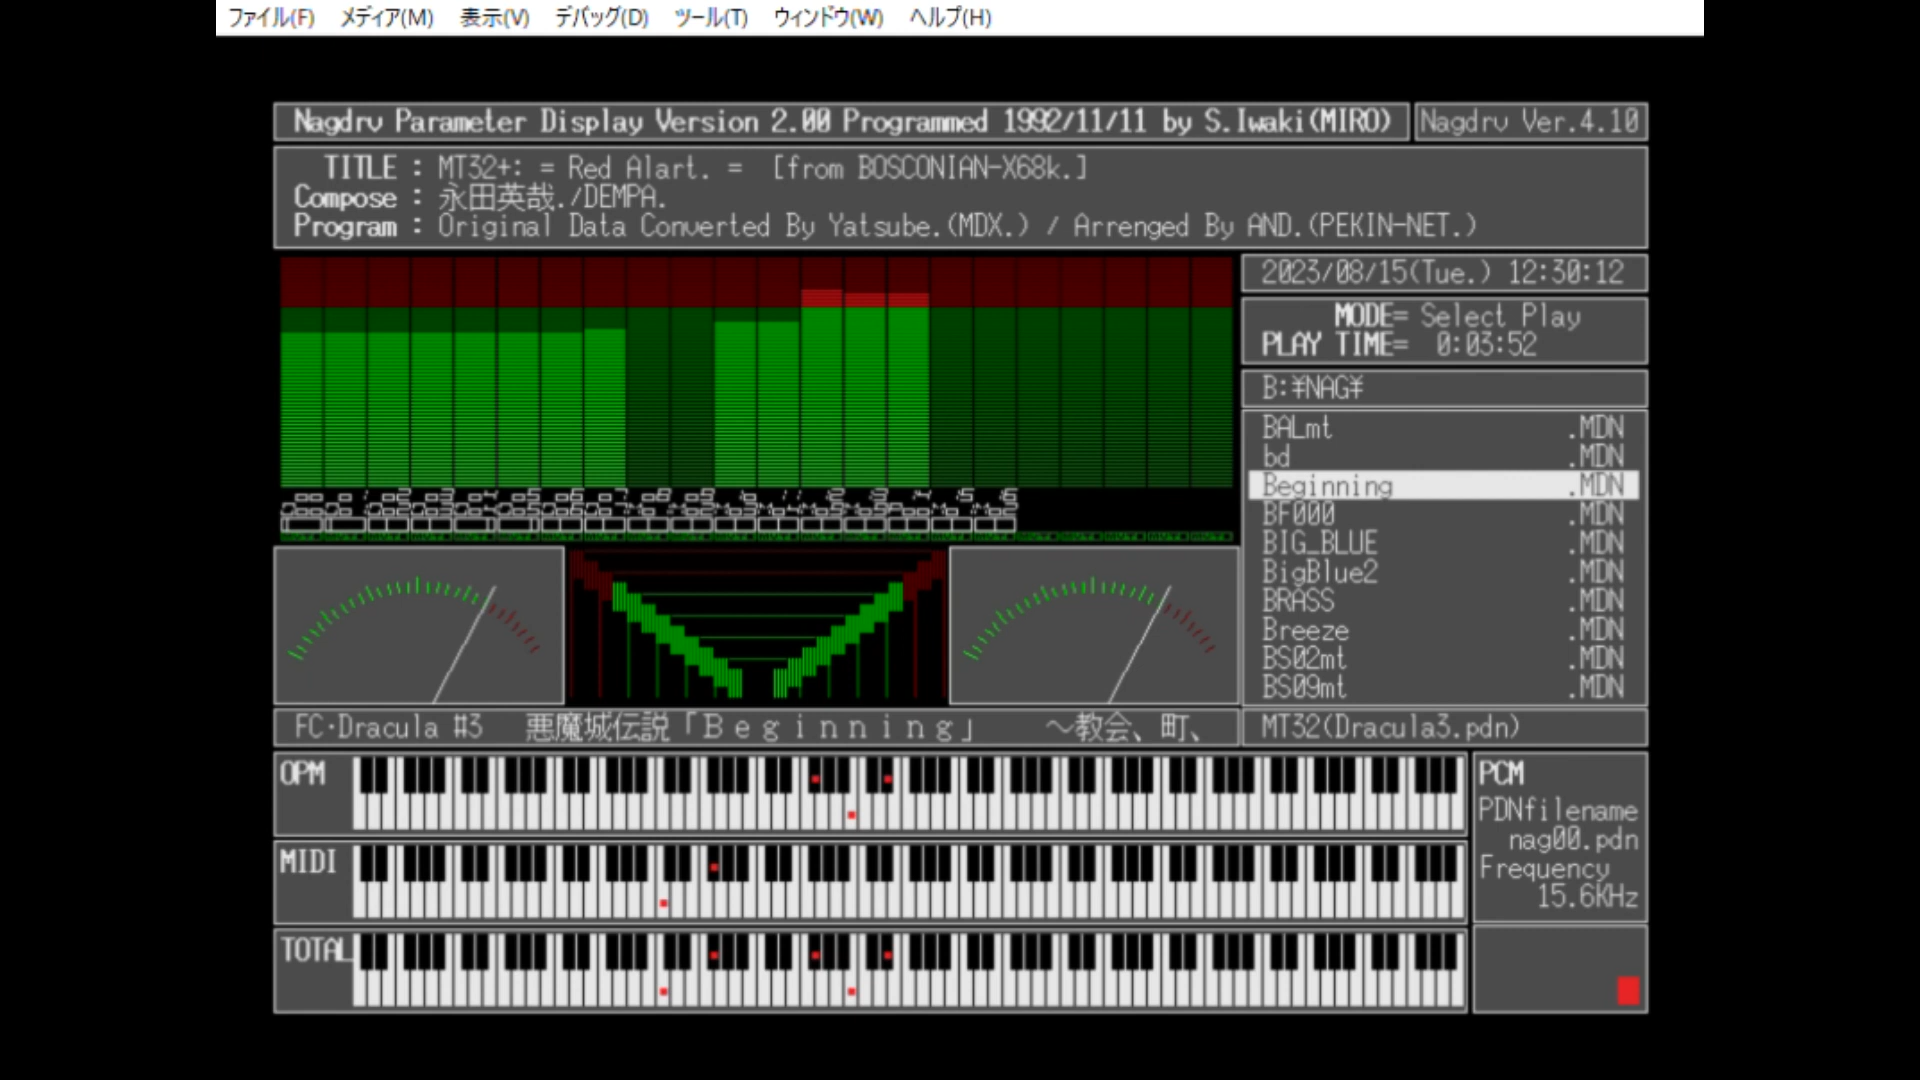 ファイル(F) メディア(M) 表示(V) デバッグ(D) ツール(T) ウィンドウ(W) ヘルプ(H)
Nagdrv Parameter Display Version 2.00 Programmed 1992/11/11 by S.Iwaki(MIRO)
Nagdrv Ver.4.10
TITLE : MT32+: = Red Alart. = [from BOSCONIAN-X68k.]
Compose : 永田英哉./DEMPA.
Program : Original Data Converted By Yatsube.(MDX.) / Arrenged By AND.(PEKIN-NET.)
2023/08/15(Tue.) 12:30:12
MODE= Select Play
PLAY TIME= 0:03:52
B:¥NAG¥
BALmt .MDN
bd .MDN
Beginning .MDN
BF000 .MDN
BIG_BLUE .MDN
BigBlue2 .MDN
BRASS .MDN
Breeze .MDN
BS02mt .MDN
BS09mt .MDN
FC·Dracula #3 悪魔城伝説「Ｂｅｇｉｎｎｉｎｇ」 ～教会、町、
MT32(Dracula3.pdn)
OPM
MIDI
TOTAL
PCM
PDNfilename
nag00.pdn
Frequency
15.6KHz